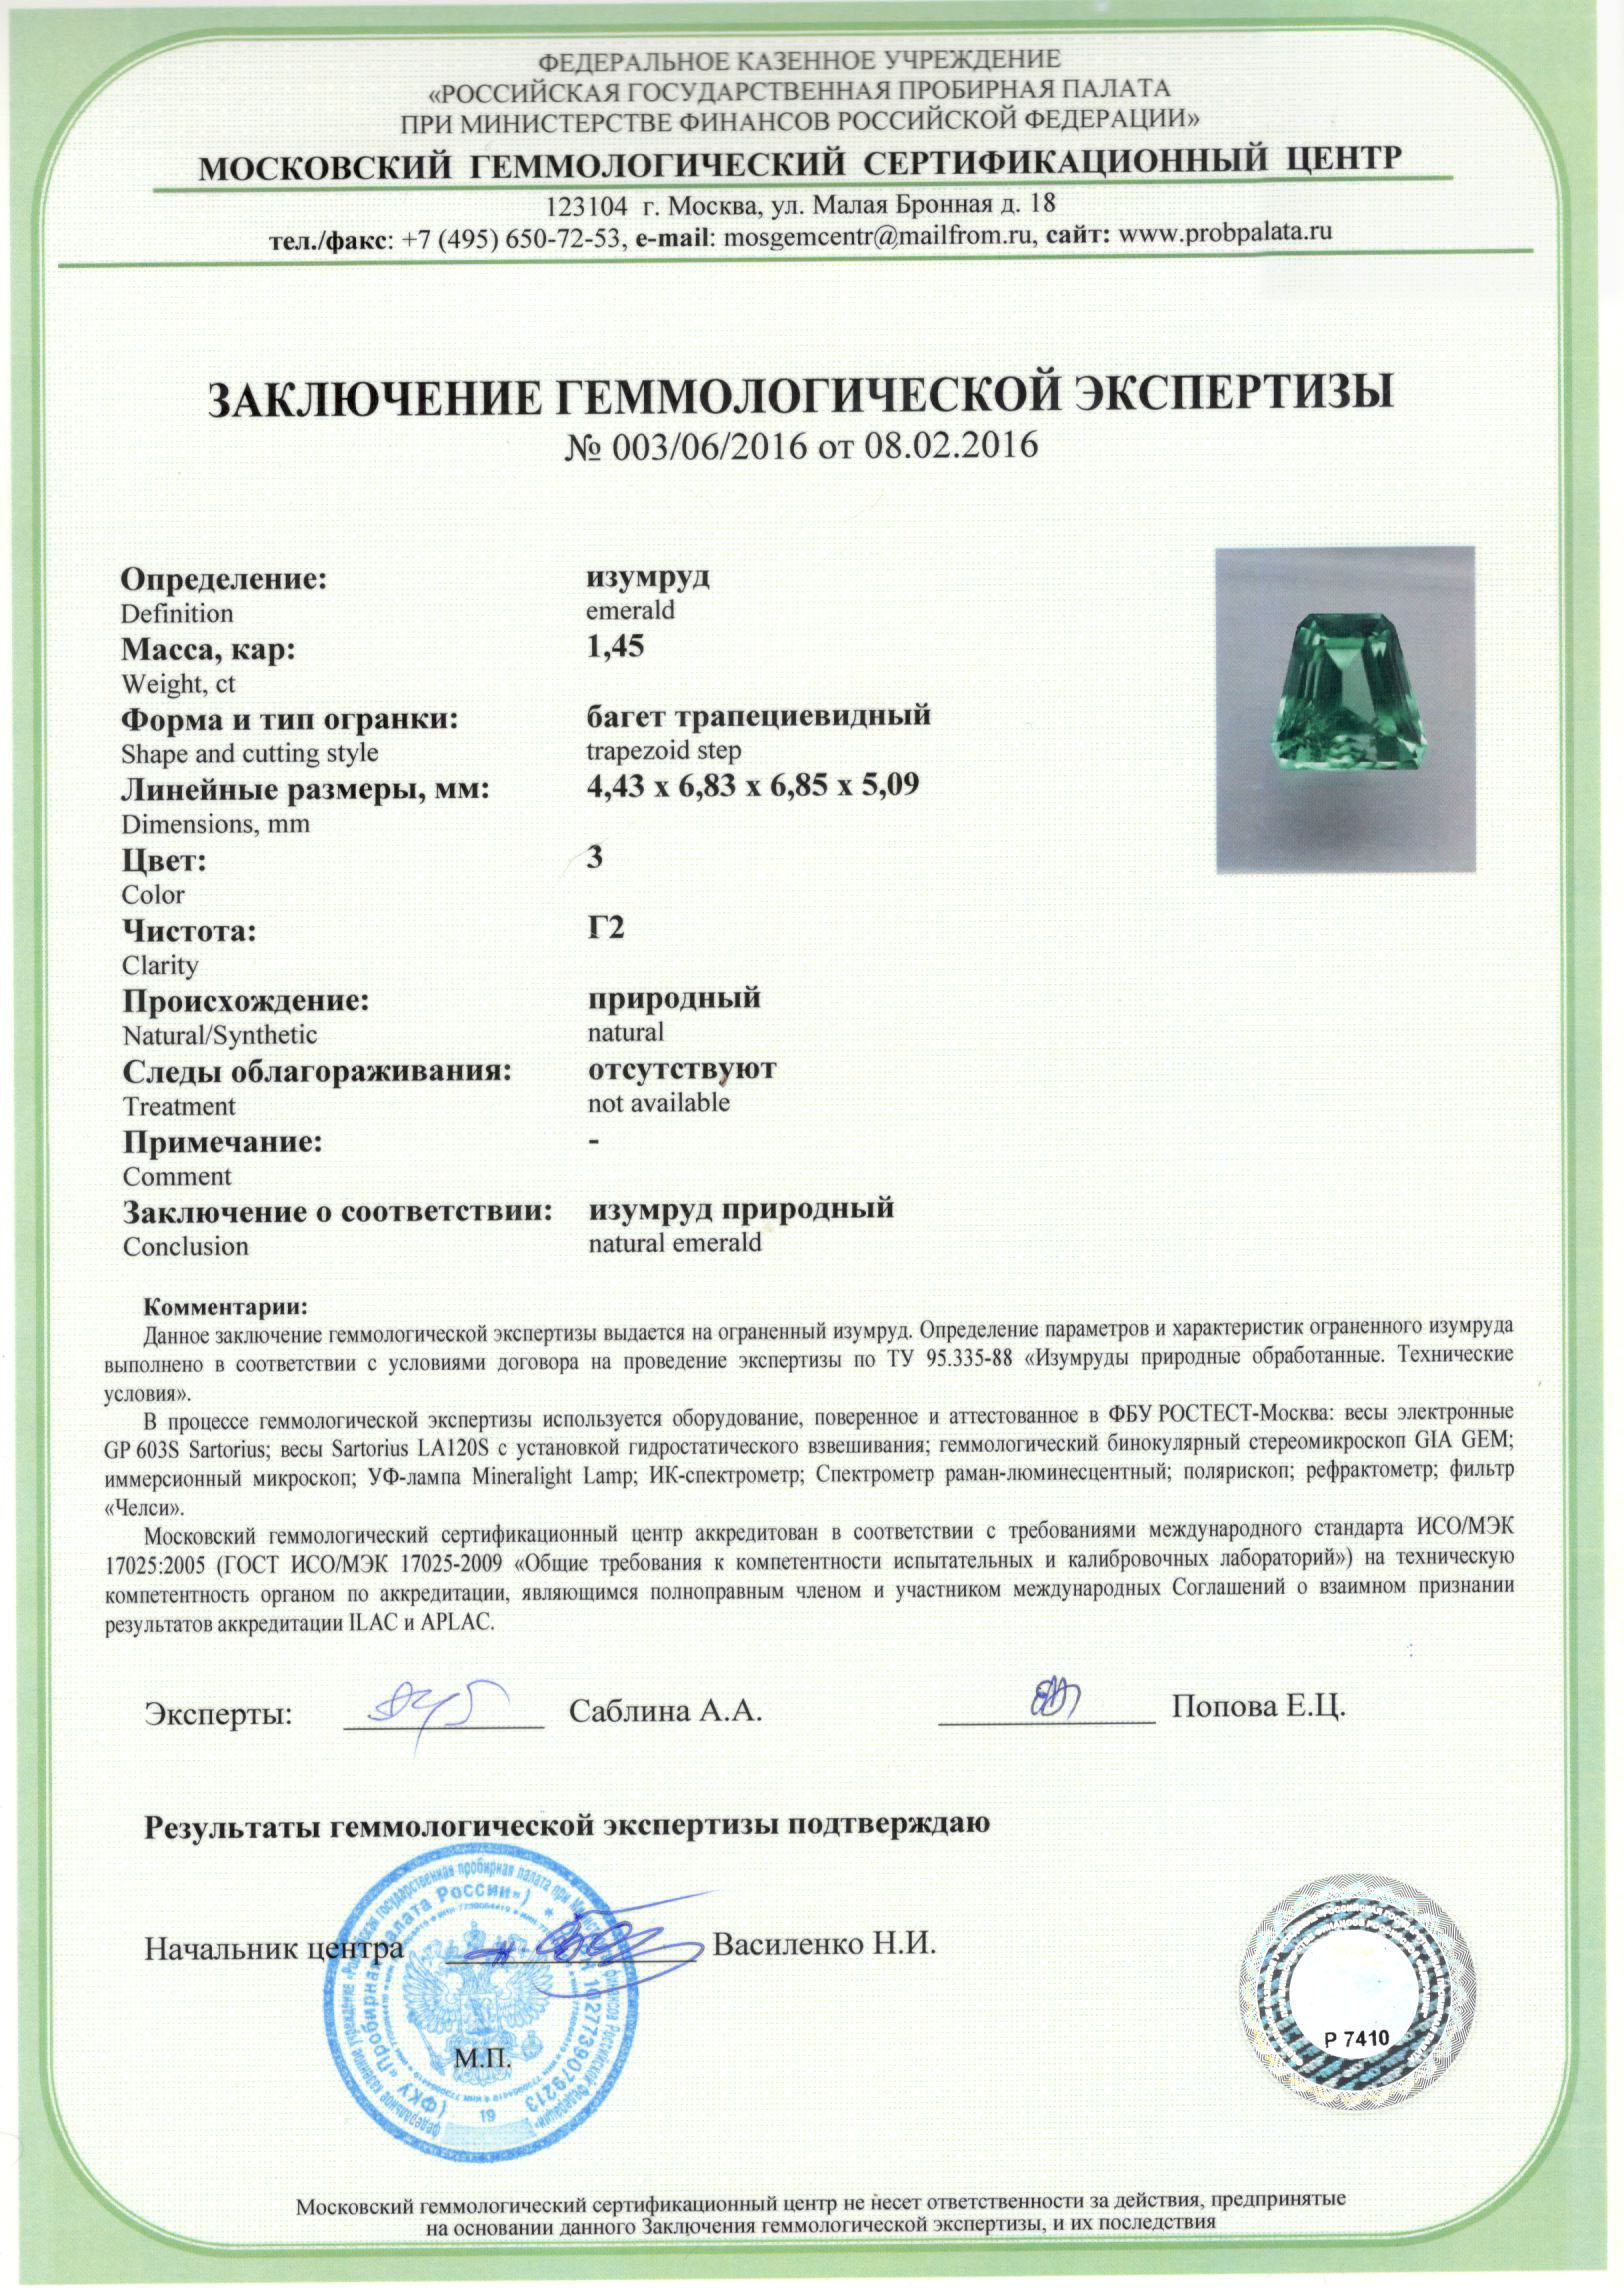 ФЕДЕРАЛЬНОЕ КАЗЕННОЕ УЧРЕЖДЕНИЕ
«РОССИЙСКАЯ ГОСУДАРСТВЕННАЯ ПРОБИРНАЯ ПАЛАТА
ПРИ МИНИСТЕРСТВЕ ФИНАНСОВ РОССИЙСКОЙ ФЕДЕРАЦИИ»
МОСКОВСКИЙ ГЕММОЛОГИЧЕСКИЙ СЕРТИФИКАЦИОННЫЙ ЦЕНТР
123104 г. Москва, ул. Малая Бронная д. 18
тел./факс: +7 (495) 650-72-53, e-mail: mosgemcentr@mailfrom.ru, сайт: www.probpalata.ru
ЗАКЛЮЧЕНИЕ ГЕММОЛОГИЧЕСКОЙ ЭКСПЕРТИЗЫ
№ 003/06/2016 от 08.02.2016
Определение: изумруд
Definition emerald
Масса, кар: 1,45
Weight, ct
Форма и тип огранки: багет трапециевидный
Shape and cutting style trapezoid step
Линейные размеры, мм: 4,43 x 6,83 x 6,85 x 5,09
Dimensions, mm
Цвет: 3
Color
Чистота: Г2
Clarity
Происхождение: природный
Natural/Synthetic natural
Следы облагораживания: отсутствуют
Treatment not available
Примечание: -
Comment
Заключение о соответствии: изумруд природный
Conclusion natural emerald
Комментарии:
Данное заключение геммологической экспертизы выдается на ограненный изумруд. Определение параметров и характеристик ограненного изумруда
выполнено в соответствии с условиями договора на проведение экспертизы по ТУ 95.335-88 «Изумруды природные обработанные. Технические
условия».
В процессе геммологической экспертизы используется оборудование, поверенное и аттестованное в ФБУ РОСТЕСТ-Москва: весы электронные
GP 603S Sartorius; весы Sartorius LA120S с установкой гидростатического взвешивания; геммологический бинокулярный стереомикроскоп GIA GEM;
иммерсионный микроскоп; УФ-лампа Mineralight Lamp; ИК-спектрометр; Спектрометр раман-люминесцентный; полярископ; рефрактометр; фильтр
«Челси».
Московский геммологический сертификационный центр аккредитован в соответствии с требованиями международного стандарта ИСО/МЭК
17025:2005 (ГОСТ ИСО/МЭК 17025-2009 «Общие требования к компетентности испытательных и калибровочных лабораторий») на техническую
компетентность органом по аккредитации, являющимся полноправным членом и участником международных Соглашений о взаимном признании
результатов аккредитации ILAC и APLAC.
Эксперты: Саблина А.А. Попова Е.Ц.
Результаты геммологической экспертизы подтверждаю
Начальник центра Василенко Н.И.
М.П.
(ФКУ «Пробирная палата России»)
1027739079213
19
P 7410
Московский геммологический сертификационный центр не несет ответственности за действия, предпринятые
на основании данного Заключения геммологической экспертизы, и их последствия